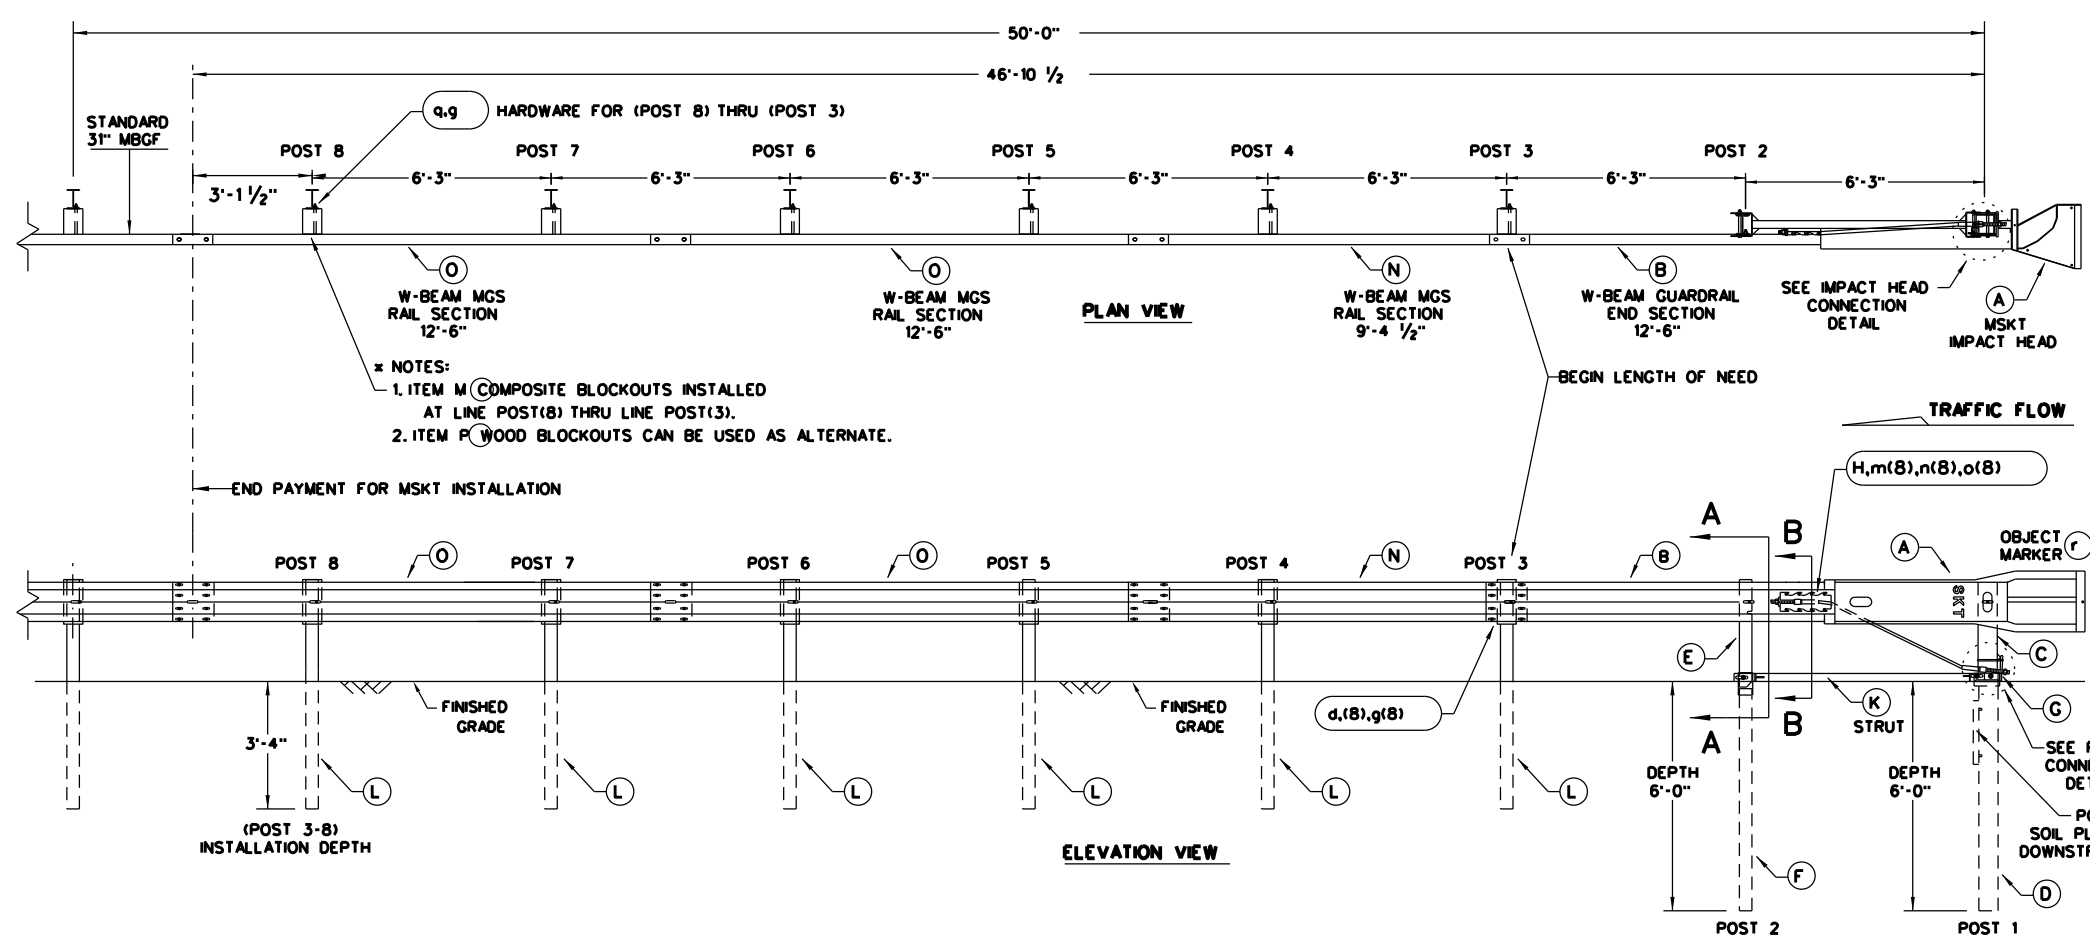 50'-0"
46'-10 ½
q,g HARDWARE FOR (POST 8) THRU (POST 3)
STANDARD
31" MBGF
POST 8
POST 7
POST 6
POST 5
POST 4
POST 3
POST 2
3'-1 ½"
6'-3"
6'-3"
6'-3"
6'-3"
6'-3"
6'-3"
6'-3"
O
W-BEAM MGS
RAIL SECTION
12'-6"
O
W-BEAM MGS
RAIL SECTION
12'-6"
PLAN VIEW
N
W-BEAM MGS
RAIL SECTION
9'-4 ½"
B
W-BEAM GUARDRAIL
END SECTION
12'-6"
SEE IMPACT HEAD
CONNECTION
DETAIL
A
MSKT
IMPACT HEAD
* NOTES:
1. ITEM M COMPOSITE BLOCKOUTS INSTALLED
AT LINE POST(8) THRU LINE POST(3).
2. ITEM P WOOD BLOCKOUTS CAN BE USED AS ALTERNATE.
BEGIN LENGTH OF NEED
TRAFFIC FLOW
END PAYMENT FOR MSKT INSTALLATION
H,m(8),n(8),o(8)
A
B
OBJECT
MARKER r
A
POST 8
O
POST 7
POST 6
O
POST 5
POST 4
N
POST 3
B
SKT
E
C
FINISHED
GRADE
FINISHED
GRADE
d,(8),g(8)
A
B
K
STRUT
G
3'-4"
L
L
L
L
L
L
DEPTH
6'-0"
DEPTH
6'-0"
SEE
DOWNST
(POST 3-8)
INSTALLATION DEPTH
ELEVATION VIEW
F
D
POST 2
POST 1